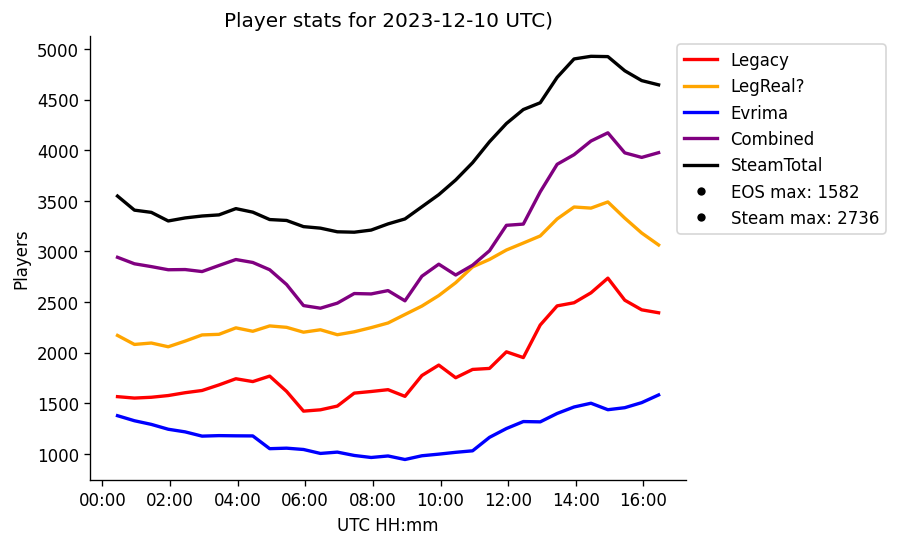 Player stats for 2023-12-10 UTC)
5000
4500
4000
3500
3000
2500
2000
1500
1000
Players
00:00 02:00 04:00 06:00 08:00 10:00 12:00 14:00 16:00
UTC HH:mm
Legacy
LegReal?
Evrima
Combined
SteamTotal
EOS max: 1582
Steam max: 2736